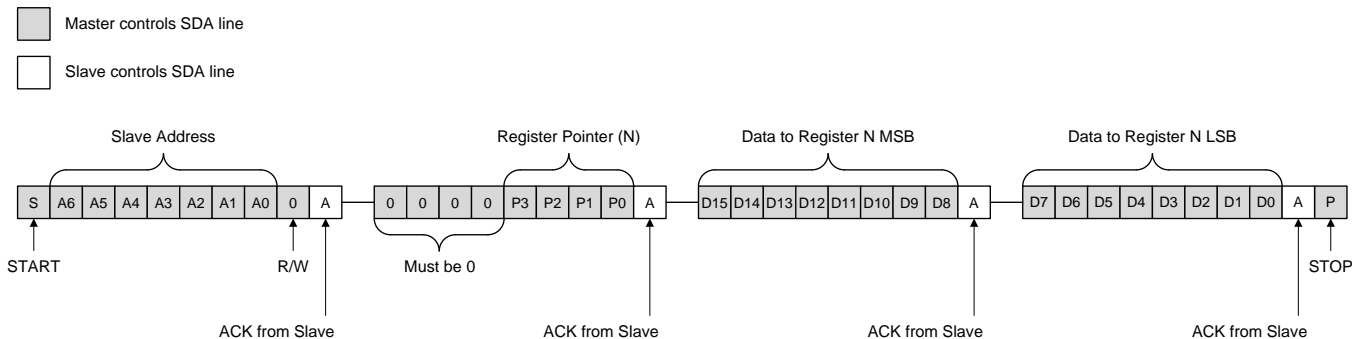 Master controls SDA line
Slave controls SDA line
Slave Address Register Pointer (N) Data to Register N MSB Data to Register N LSB
S A6 A5 A4 A3 A2 A1 A0 0 A 0 0 0 0 P3 P2 P1 P0 A D15 D14 D13 D12 D11 D10 D9 D8 A D7 D6 D5 D4 D3 D2 D1 D0 A P
START R/W Must be 0 STOP
ACK from Slave ACK from Slave ACK from Slave ACK from Slave